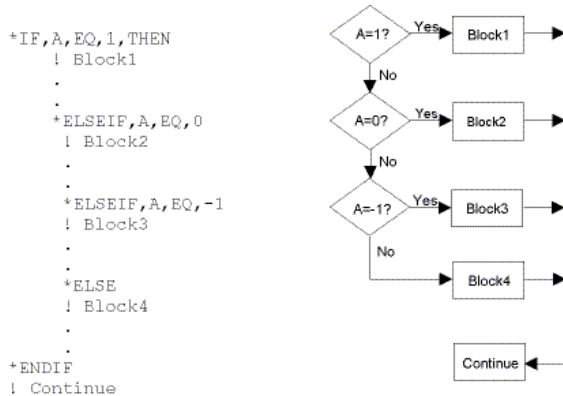 *IF,A,EQ,1,THEN
! Block1
.
.
*ELSEIF,A,EQ,0
! Block2
.
.
*ELSEIF,A,EQ,-1
! Block3
.
.
*ELSE
! Block4
.
.
*ENDIF
! Continue
A=1?
Yes
Block1
No
A=0?
Yes
Block2
No
A=-1?
Yes
Block3
No
Block4
Continue